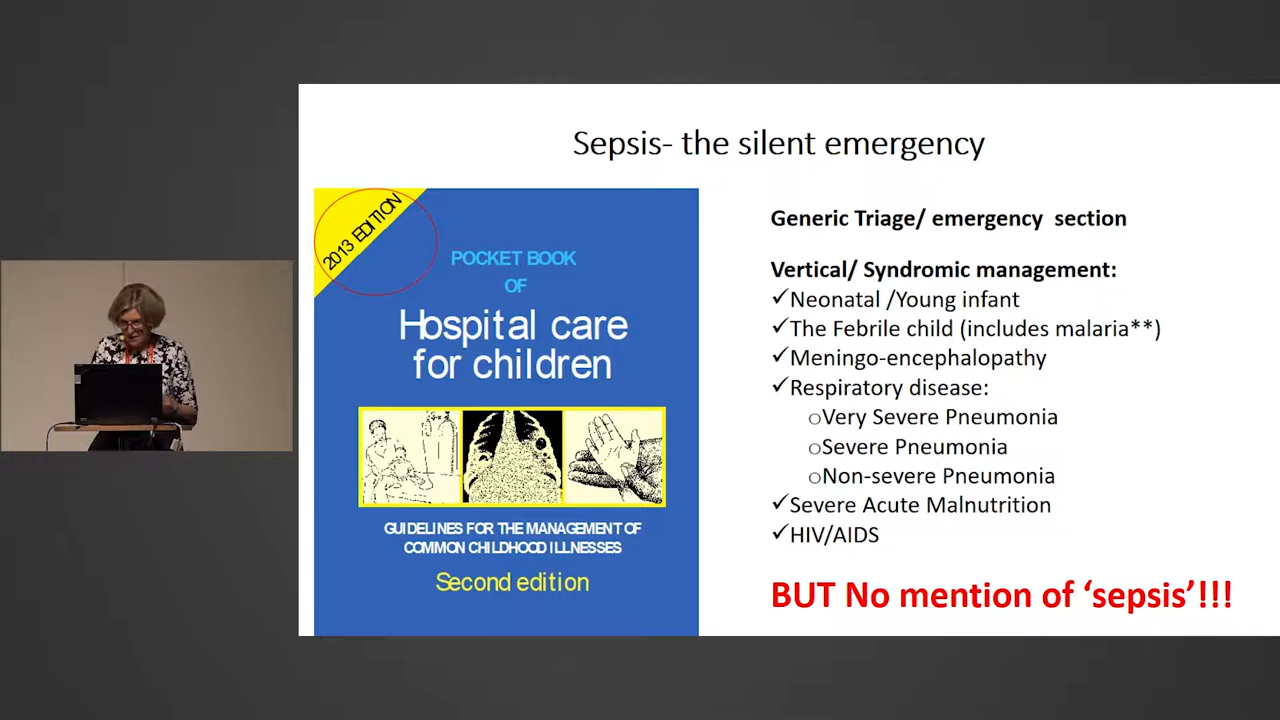 Sepsis- the silent emergency
2013 EDITION
POCKET BOOK
OF
Hospital care
for children
GUIDELINES FOR THE MANAGEMENT OF
COMMON CHILDHOOD ILLNESSES
Second edition
Generic Triage/ emergency section
Vertical/ Syndromic management:
✓Neonatal /Young infant
✓The Febrile child (includes malaria**)
✓Meningo-encephalopathy
✓Respiratory disease:
oVery Severe Pneumonia
oSevere Pneumonia
oNon-severe Pneumonia
✓Severe Acute Malnutrition
✓HIV/AIDS
BUT No mention of ‘sepsis’!!!